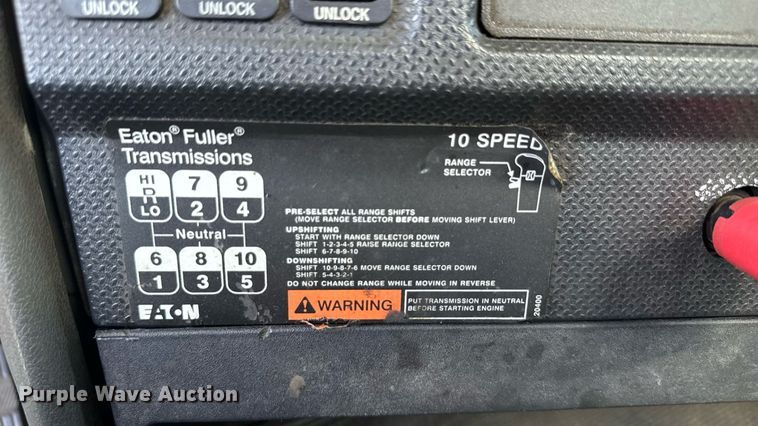 UNLOCK UNLOCK UNLOCK
Eaton® Fuller®
Transmissions
10 SPEED
RANGE
SELECTOR
HI 7 9
R
LO 2 4
Neutral
6 8 10
1 3 5
PRE-SELECT ALL RANGE SHIFTS
(MOVE RANGE SELECTOR BEFORE MOVING SHIFT LEVER)
UPSHIFTING
START WITH RANGE SELECTOR DOWN
SHIFT 1-2-3-4-5 RAISE RANGE SELECTOR
SHIFT 6-7-8-9-10
DOWNSHIFTING
SHIFT 10-9-8-7-6 MOVE RANGE SELECTOR DOWN
SHIFT 5-4-3-2-1
DO NOT CHANGE RANGE WHILE MOVING IN REVERSE
WARNING
PUT TRANSMISSION IN NEUTRAL
BEFORE STARTING ENGINE
20400
EATON
Purple Wave Auction